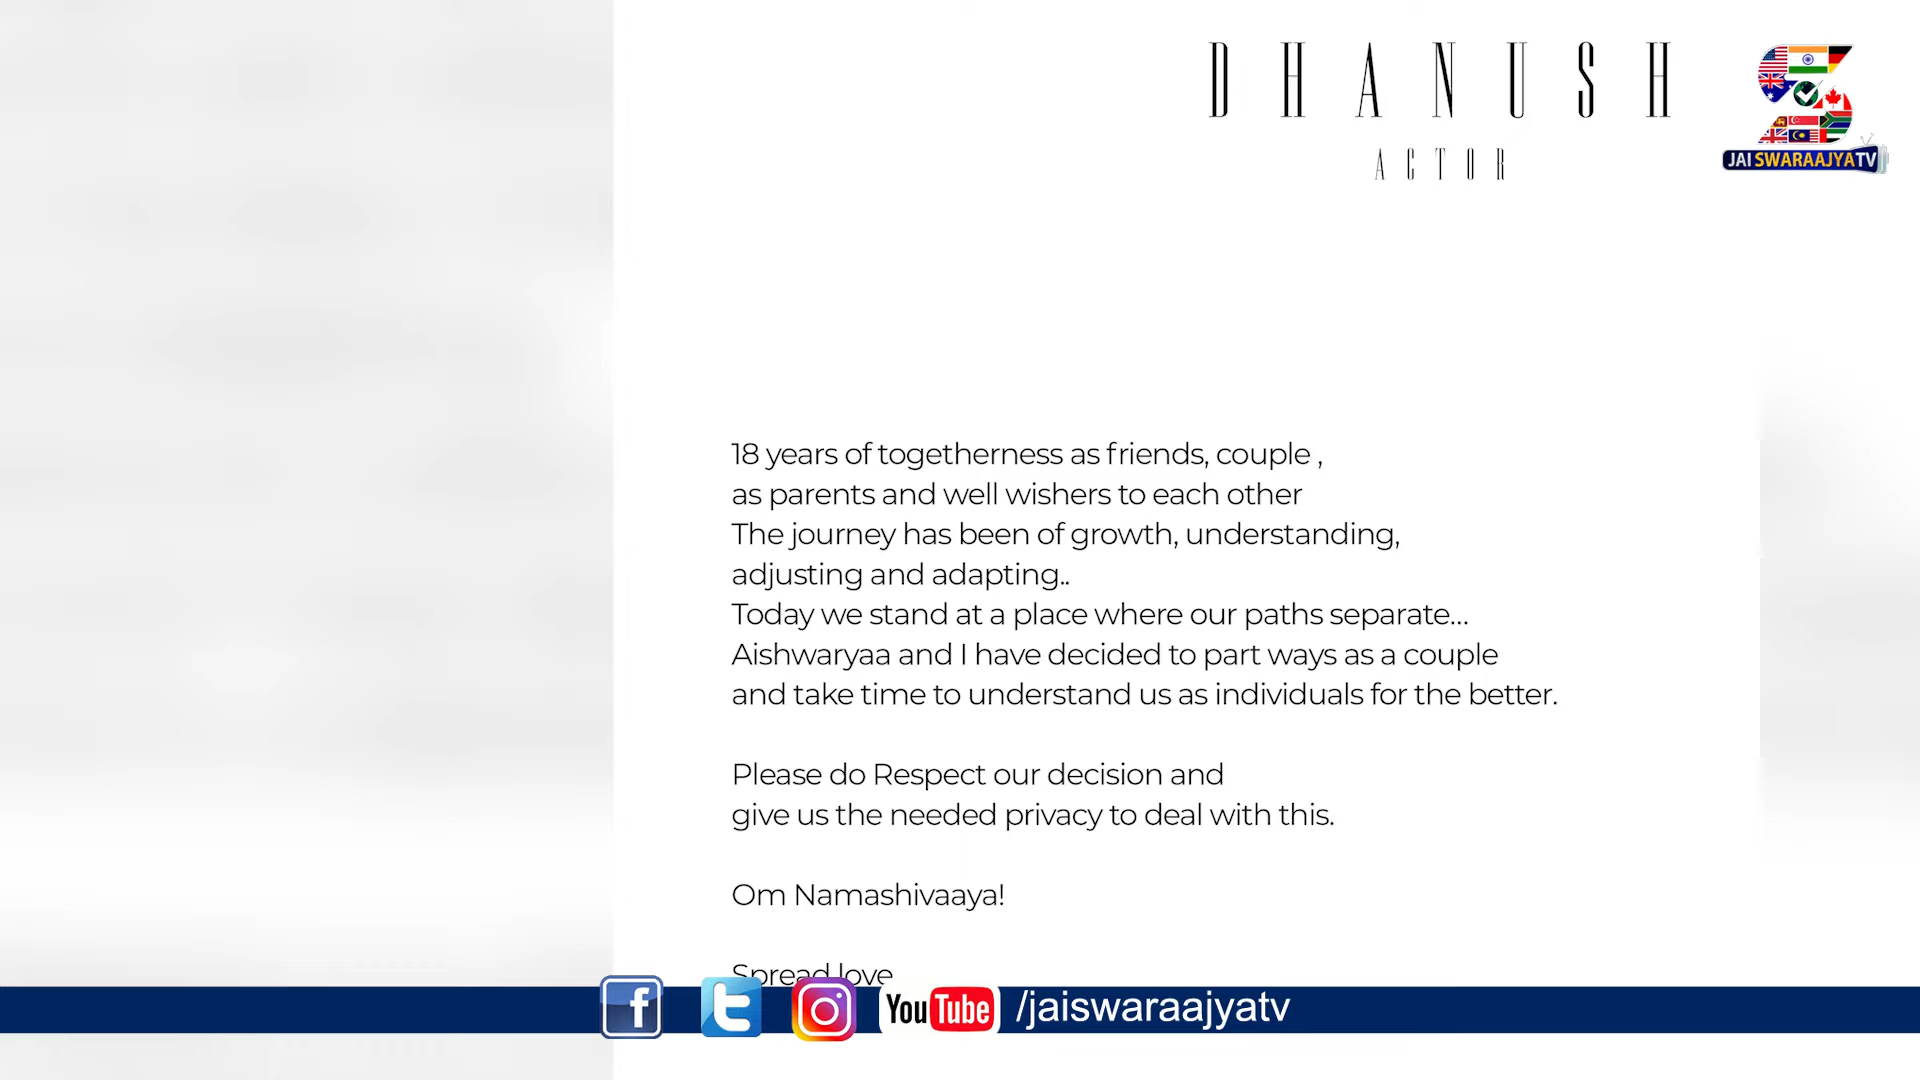 DHANUSH
ACTOR
JAI SWARAAJYA TV
18 years of togetherness as friends, couple ,
as parents and well wishers to each other
The journey has been of growth, understanding,
adjusting and adapting..
Today we stand at a place where our paths separate...
Aishwaryaa and I have decided to part ways as a couple
and take time to understand us as individuals for the better.
Please do Respect our decision and
give us the needed privacy to deal with this.
Om Namashivaaya!
Spread love
You Tube /jaiswaraajyatv